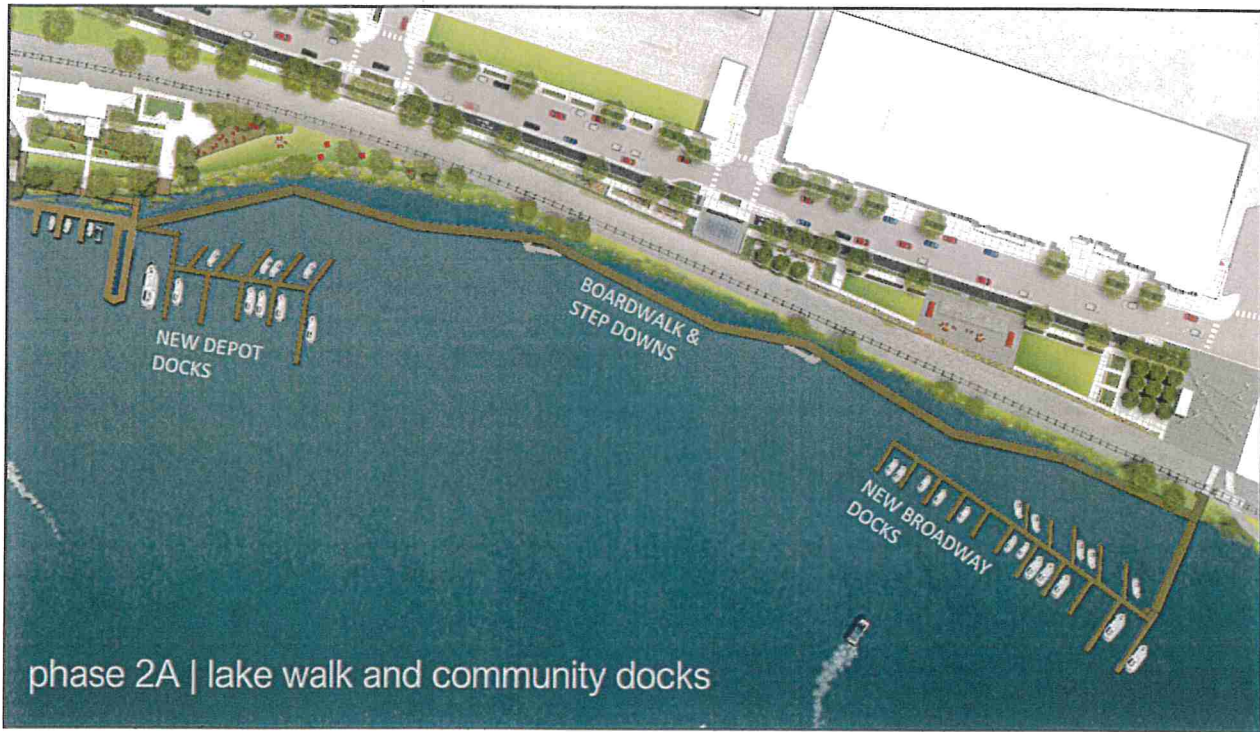 NEW DEPOT
DOCKS
BOARDWALK &
STEP DOWNS
NEW BROADWAY
DOCKS
phase 2A | lake walk and community docks